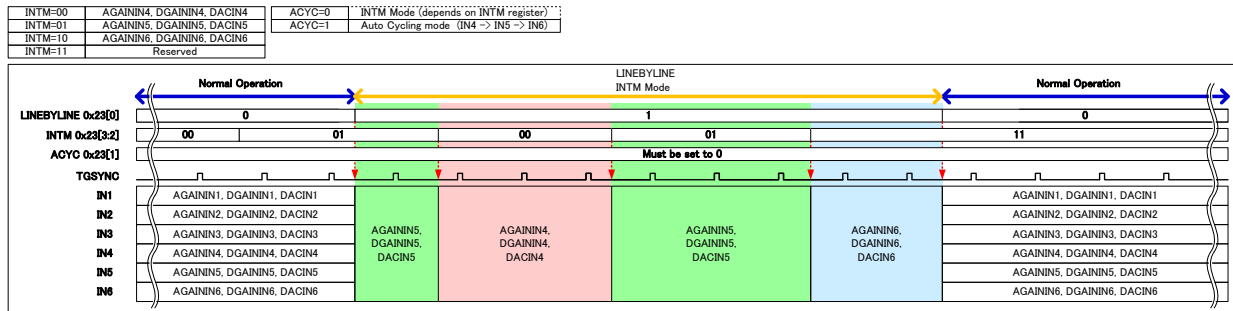 INTM=00 AGAININ4, DGAININ4, DACIN4 ACYC=0 INTM Mode (depends on INTM register)
INTM=01 AGAININ5, DGAININ5, DACIN5 ACYC=1 Auto Cycling mode (IN4 -> IN5 -> IN6)
INTM=10 AGAININ6, DGAININ6, DACIN6
INTM=11 Reserved
Normal Operation LINEBYLINE Normal Operation
INTM Mode
LINEBYLINE 0x23[0] 0 1 0
INTM 0x23[3:2] 00 01 00 01 11
ACYC 0x23[1] Must be set to 0
TGSYNC
IN1 AGAININ1, DGAININ1, DACIN1 AGAININ1, DGAININ1, DACIN1
IN2 AGAININ2, DGAININ2, DACIN2 AGAININ2, DGAININ2, DACIN2
IN3 AGAININ3, DGAININ3, DACIN3 AGAININ5, AGAININ4, AGAININ5, AGAININ6, AGAININ3, DGAININ3, DACIN3
DGAININ5, DGAININ4, DGAININ5, DGAININ6,
IN4 AGAININ4, DGAININ4, DACIN4 DACIN5 DACIN4 DACIN5 DACIN6 AGAININ4, DGAININ4, DACIN4
IN5 AGAININ5, DGAININ5, DACIN5 AGAININ5, DGAININ5, DACIN5
IN6 AGAININ6, DGAININ6, DACIN6 AGAININ6, DGAININ6, DACIN6